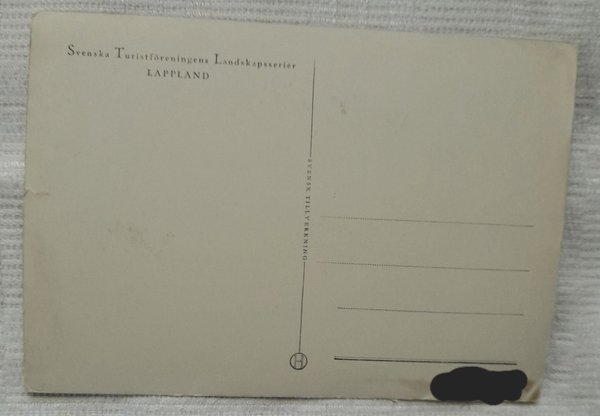 Svenska Turistföreningens Landskapsserier
LAPPLAND
SVENSK TILLVERKNING
H